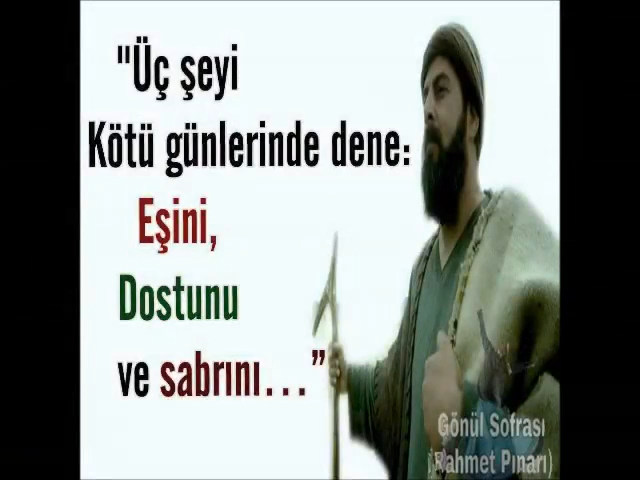 "Üç şeyi
Kötü günlerinde dene:
Eşini,
Dostunu
ve sabrını...”
Gönül Sofrası
(Rahmet Pınarı)